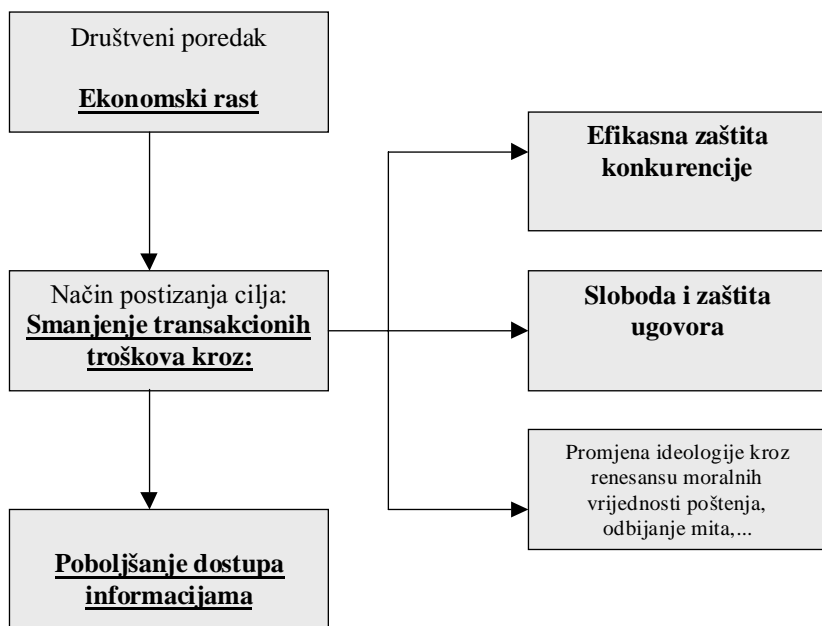 Društveni poredak
Ekonomski rast
Efikasna zaštita
konkurencije
Način postizanja cilja:
Smanjenje transakcionih
troškova kroz:
Sloboda i zaštita
ugovora
Promjena ideologije kroz
renesansu moralnih
vrijednosti poštenja,
odbijanje mita,...
Poboljšanje dostupa
informacijama